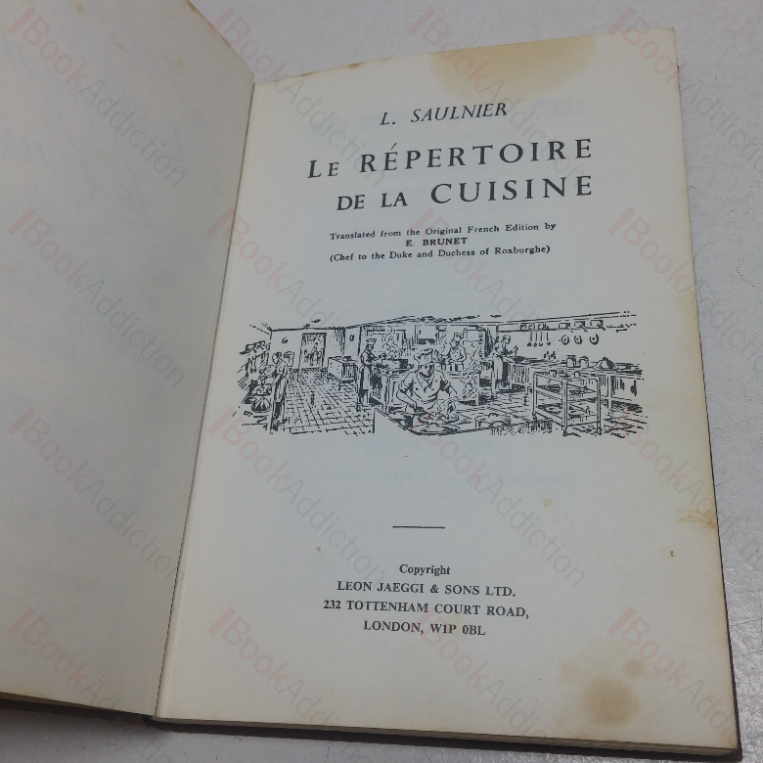 L. SAULNIER
LE RÉPERTOIRE
DE LA CUISINE
Translated from the Original French Edition by
E. BRUNET
(Chef to the Duke and Duchess of Roxburghe)
Copyright
LEON JAEGGI & SONS LTD.
232 TOTTENHAM COURT ROAD,
LONDON, W1P 0BL
BookAddiction